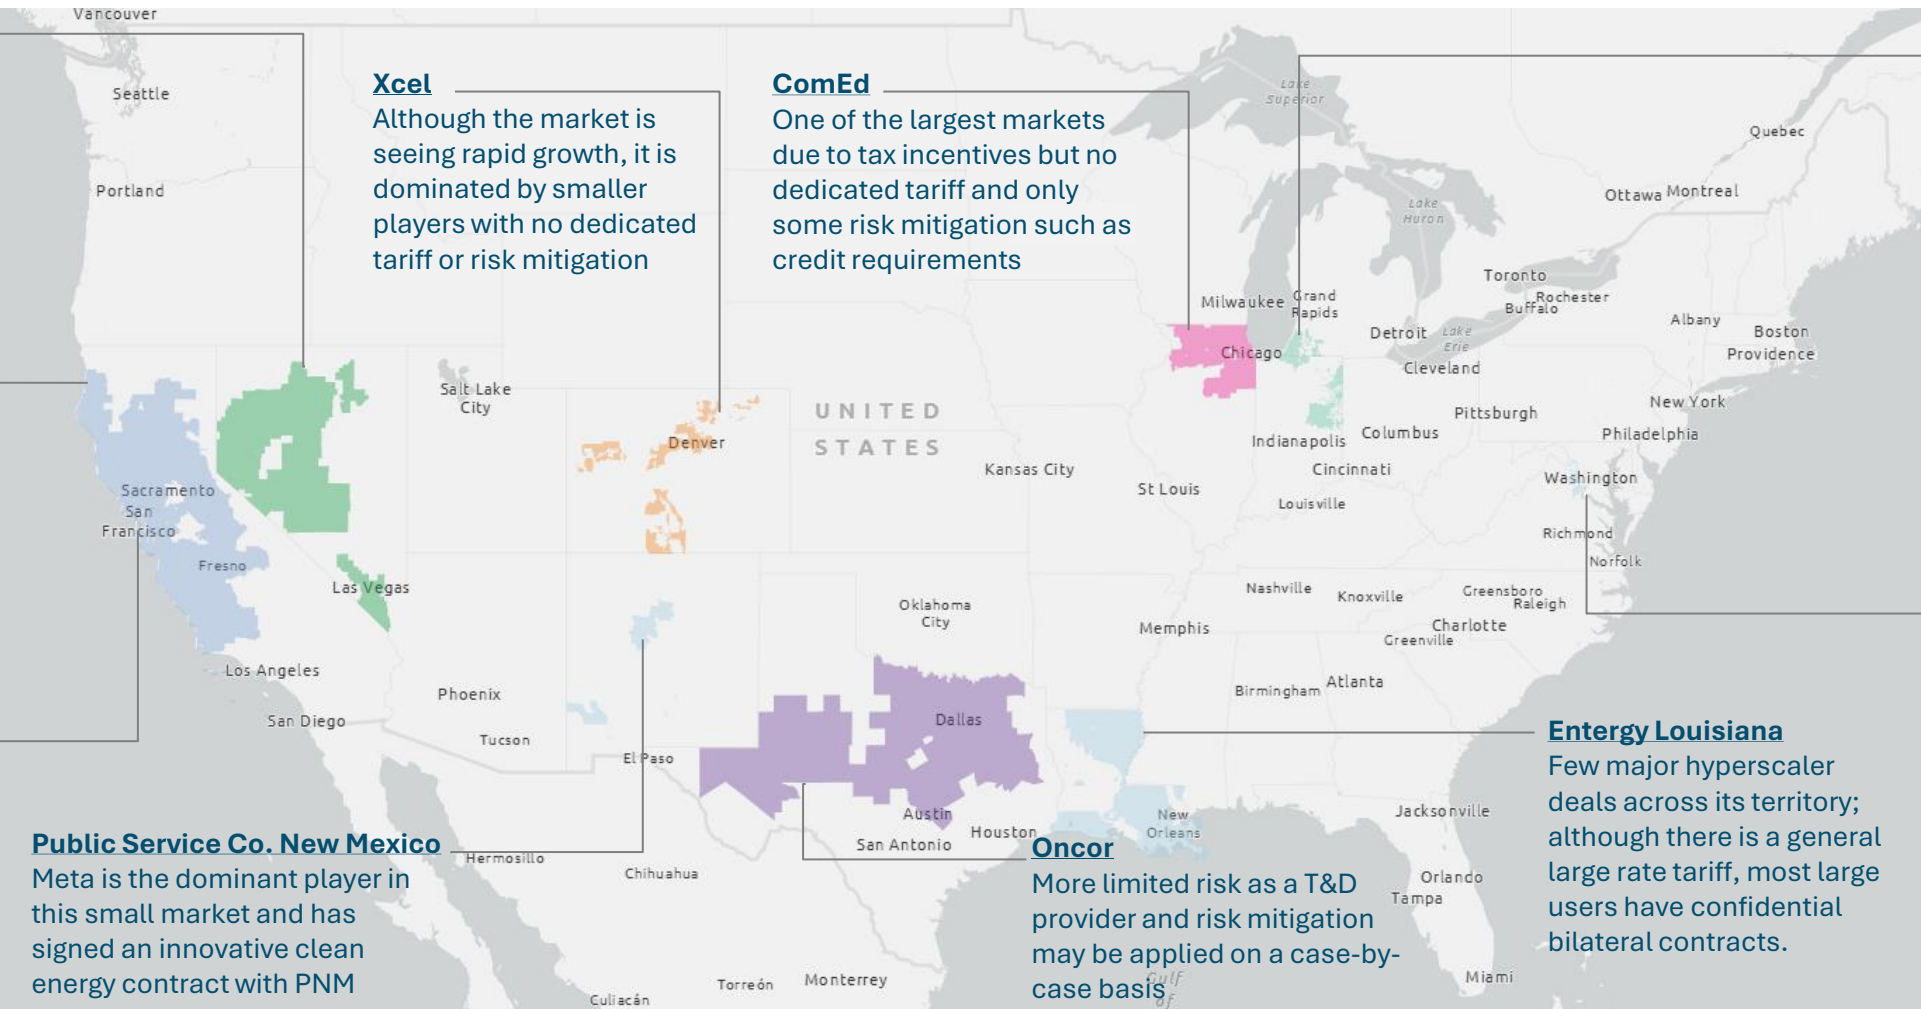 Vancouver
Seattle
Portland
Xcel
Although the market is
seeing rapid growth, it is
dominated by smaller
players with no dedicated
tariff or risk mitigation
ComEd
One of the largest markets
due to tax incentives but no
dedicated tariff and only
some risk mitigation such as
credit requirements
Lake
Superior
Quebec
Ottawa
Montreal
Lake
Huron
Toronto
Rochester
Buffalo
Milwaukee
Grand
Rapids
Detroit
Lake
Erie
Albany
Boston
Providence
Chicago
Cleveland
Salt Lake
City
UNITED
STATES
New York
Pittsburgh
Denver
Indianapolis
Columbus
Philadelphia
Kansas City
Cincinnati
Washington
Sacramento
St Louis
Louisville
San
Francisco
Richmond
Norfolk
Fresno
Las Vegas
Nashville
Knoxville
Greensboro
Raleigh
Oklahoma
City
Memphis
Charlotte
Greenville
Los Angeles
Phoenix
Birmingham
Atlanta
San Diego
Dallas
Tucson
El Paso
Entergy Louisiana
Few major hyperscaler
deals across its territory;
although there is a general
large rate tariff, most large
users have confidential
bilateral contracts.
Austin
New
Orleans
Jacksonville
San Antonio
Houston
Public Service Co. New Mexico
Meta is the dominant player in
this small market and has
signed an innovative clean
energy contract with PNM
Hermosillo
Chihuahua
Oncor
More limited risk as a T&D
provider and risk mitigation
may be applied on a case-by-
case basis
Orlando
Tampa
Miami
Gulf
of
Torreón
Monterrey
Culiacán